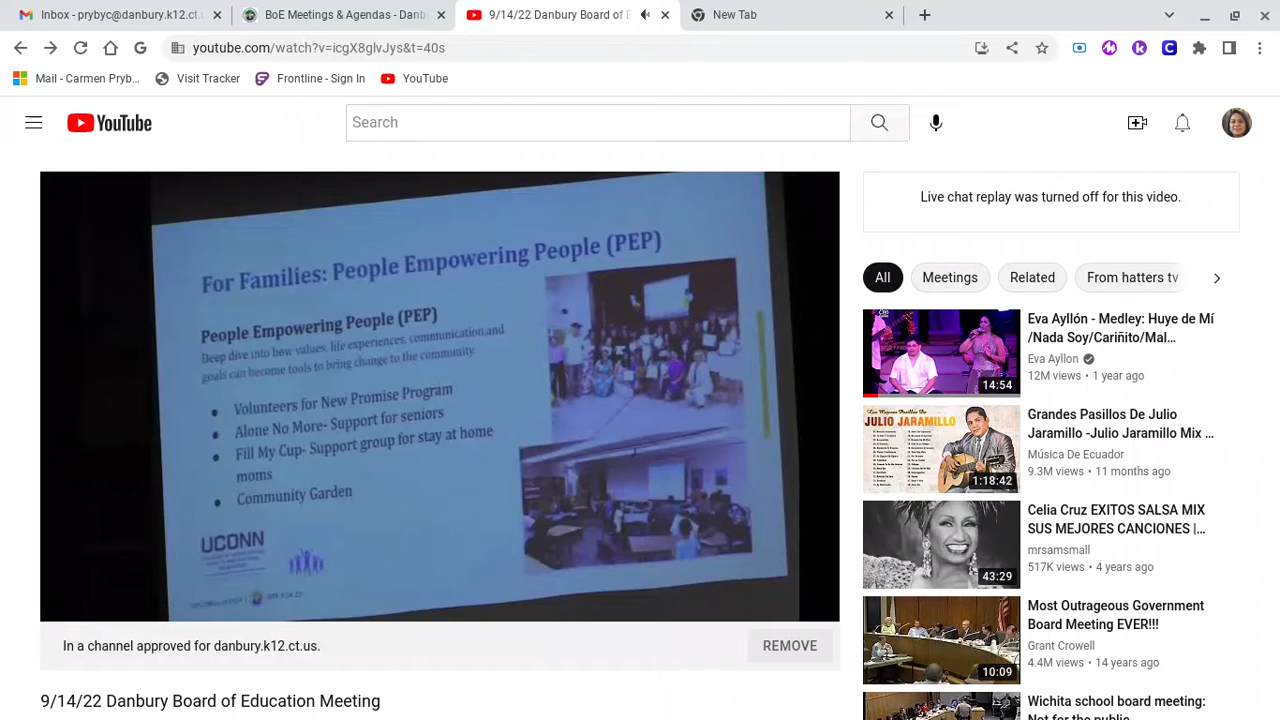 Inbox - prybyc@danbury.k12.ct.u
BoE Meetings & Agendas - Danb
9/14/22 Danbury Board of E
New Tab
youtube.com/watch?v=icgX8glvJys&t=40s
Mail - Carmen Pryb...
Visit Tracker
Frontline - Sign In
YouTube
YouTube
Search
For Families: People Empowering People (PEP)
People Empowering People (PEP)
Deep dive into how values, life experiences, communication and
goals can become tools to bring change to the community.
• Volunteers for New Promise Program
• Alone No More- Support for seniors
Fill My Cup- Support group for stay at home
moms
• Community Garden
UCONN
In a channel approved for danbury.k12.ct.us.
REMOVE
9/14/22 Danbury Board of Education Meeting
Live chat replay was turned off for this video.
All
Meetings
Related
From hatters tv
Eva Ayllón - Medley: Huye de Mí
/Nada Soy/Cariñito/Mal...
Eva Ayllon
12M views • 1 year ago
14:54
JULIO JARAMILLO
Grandes Pasillos De Julio
Jaramillo -Julio Jaramillo Mix ...
Música De Ecuador
9.3M views • 11 months ago
1:18:42
Celia Cruz EXITOS SALSA MIX
SUS MEJORES CANCIONES |...
mrsamsmall
517K views • 4 years ago
43:29
Most Outrageous Government
Board Meeting EVER!!!
Grant Crowell
4.4M views • 14 years ago
10:09
Wichita school board meeting:
Not for the public